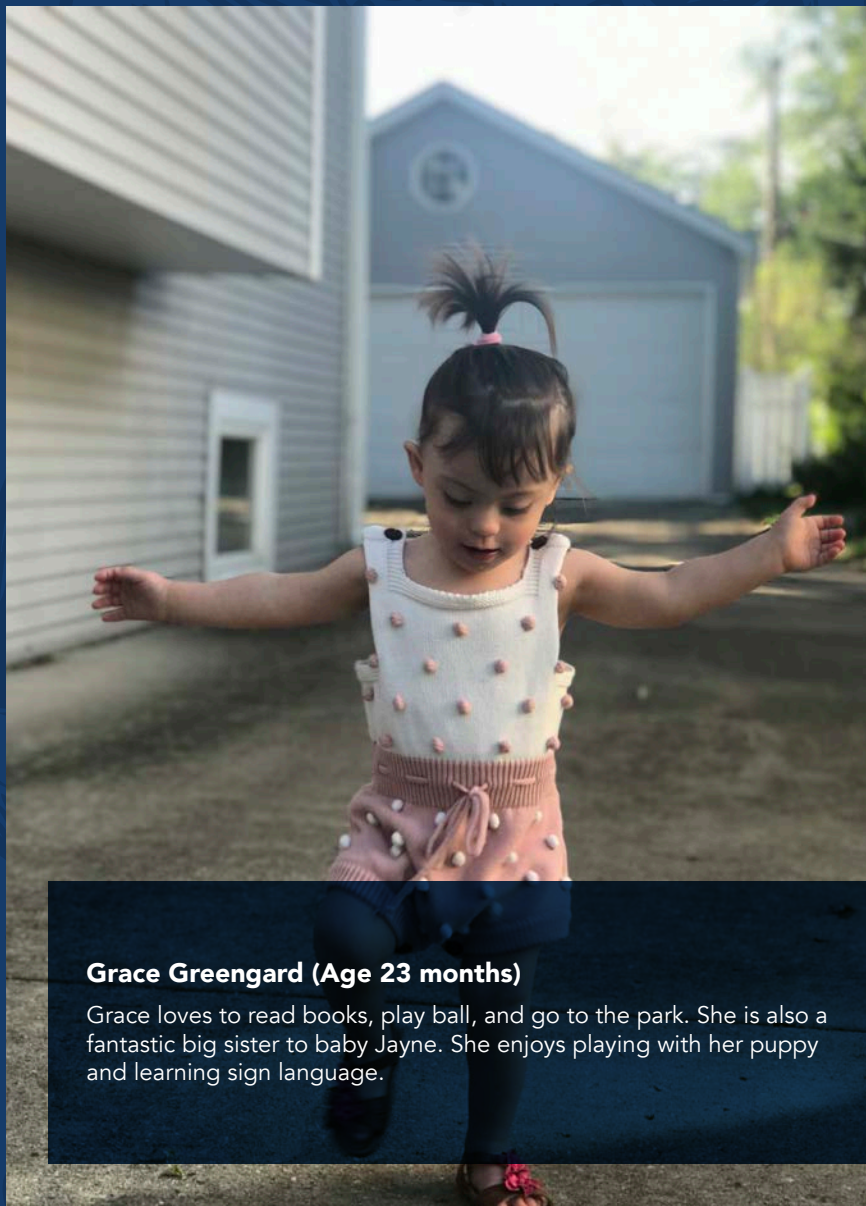 Grace Greengard (Age 23 months)
Grace loves to read books, play ball, and go to the park. She is also a
fantastic big sister to baby Jayne. She enjoys playing with her puppy
and learning sign language.